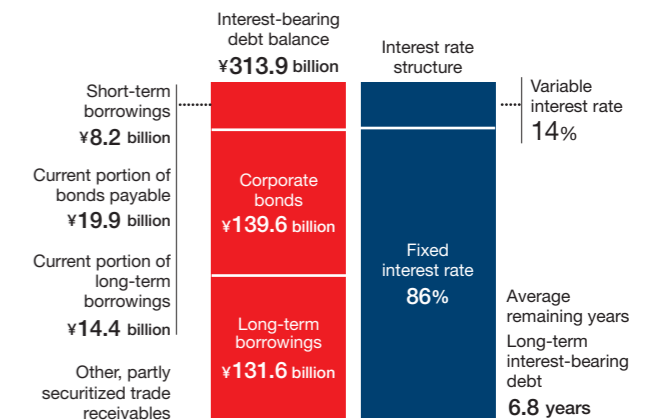 Interest-bearing
debt balance
¥313.9 billion
Interest rate
structure
Short-term
borrowings
¥8.2 billion
Current portion of
bonds payable
¥19.9 billion
Current portion of
long-term
borrowings
¥14.4 billion
Other, partly
securitized trade
receivables
Corporate
bonds
¥139.6 billion
Long-term
borrowings
¥131.6 billion
Fixed
interest rate
86%
Variable
interest rate
14%
Average
remaining years
Long-term
interest-bearing
debt
6.8 years